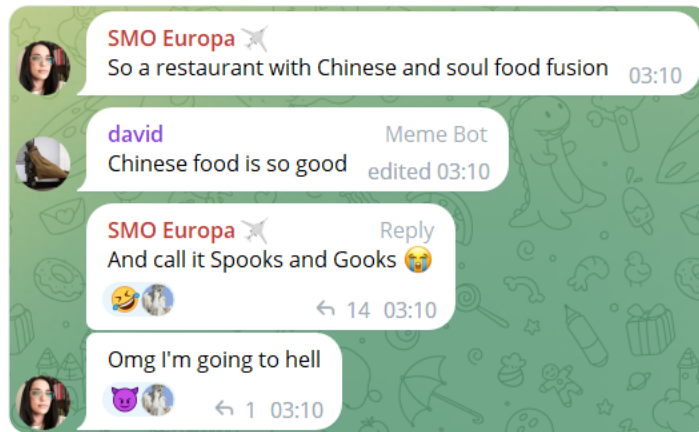 SMO Europa
So a restaurant with Chinese and soul food fusion 03:10
david Meme Bot
Chinese food is so good edited 03:10
SMO Europa Reply
And call it Spooks and Gooks 😭
🤣 14 03:10
Omg I'm going to hell
😈 1 03:10